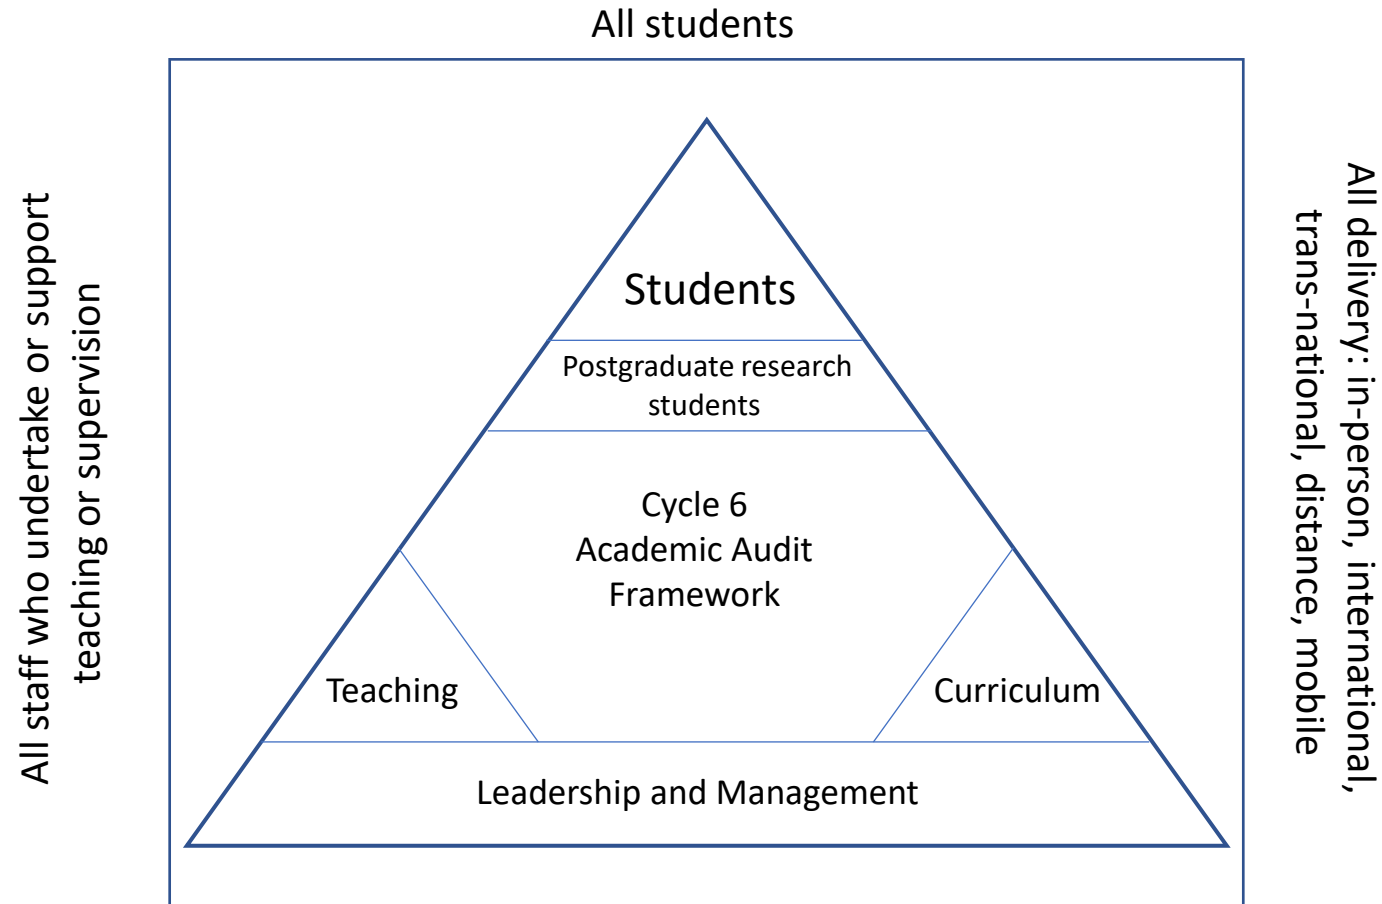 All students
All staff who undertake or support
teaching or supervision
Students
Postgraduate research
students
Cycle 6
Academic Audit
Framework
Teaching
Curriculum
Leadership and Management
All delivery: in-person, international,
trans-national, distance, mobile